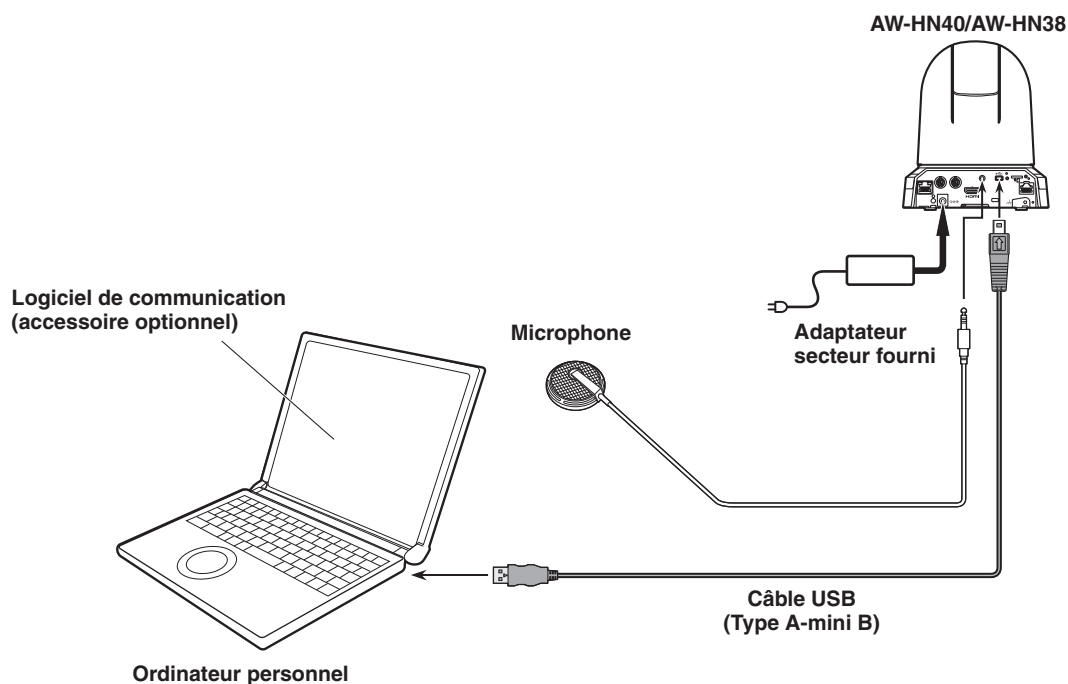 AW-HN40/AW-HN38
HDMI
Logiciel de communication
(accessoire optionnel)
Microphone
Adaptateur
secteur fourni
Câble USB
(Type A-mini B)
Ordinateur personnel